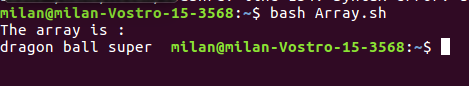 milan@milan-Vostro-15-3568:~$ bash Array.sh
The array is :
dragon ball super  milan@milan-Vostro-15-3568:~$